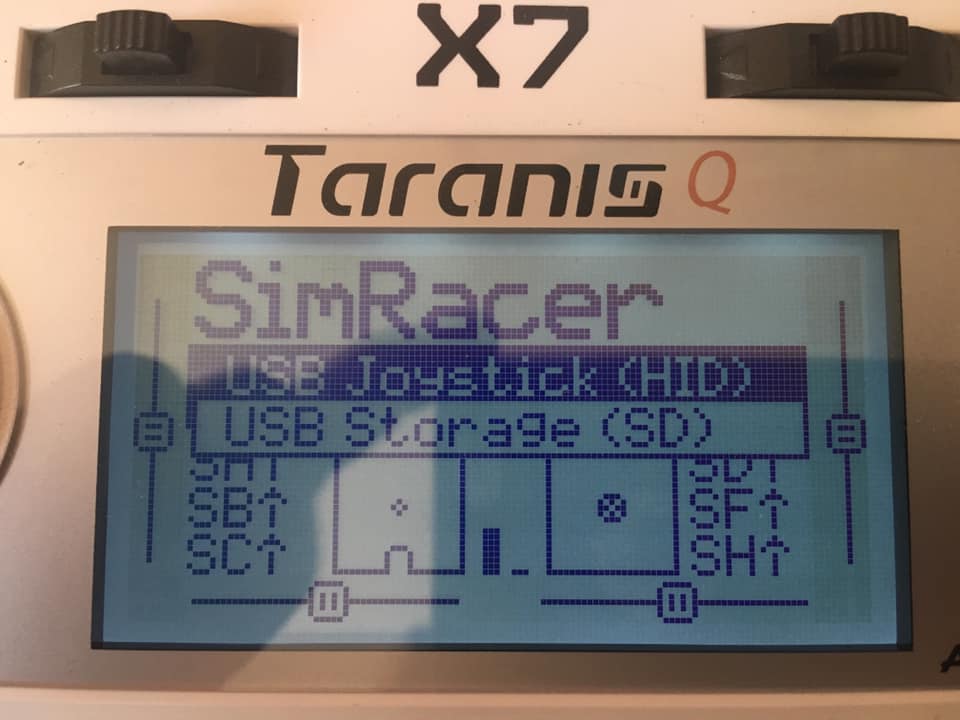 X7
Taranis Q
SimRacer
USB Joystick (HID)
USB Storage (SD)
SB↑
SF↑
SC↑
SH↑